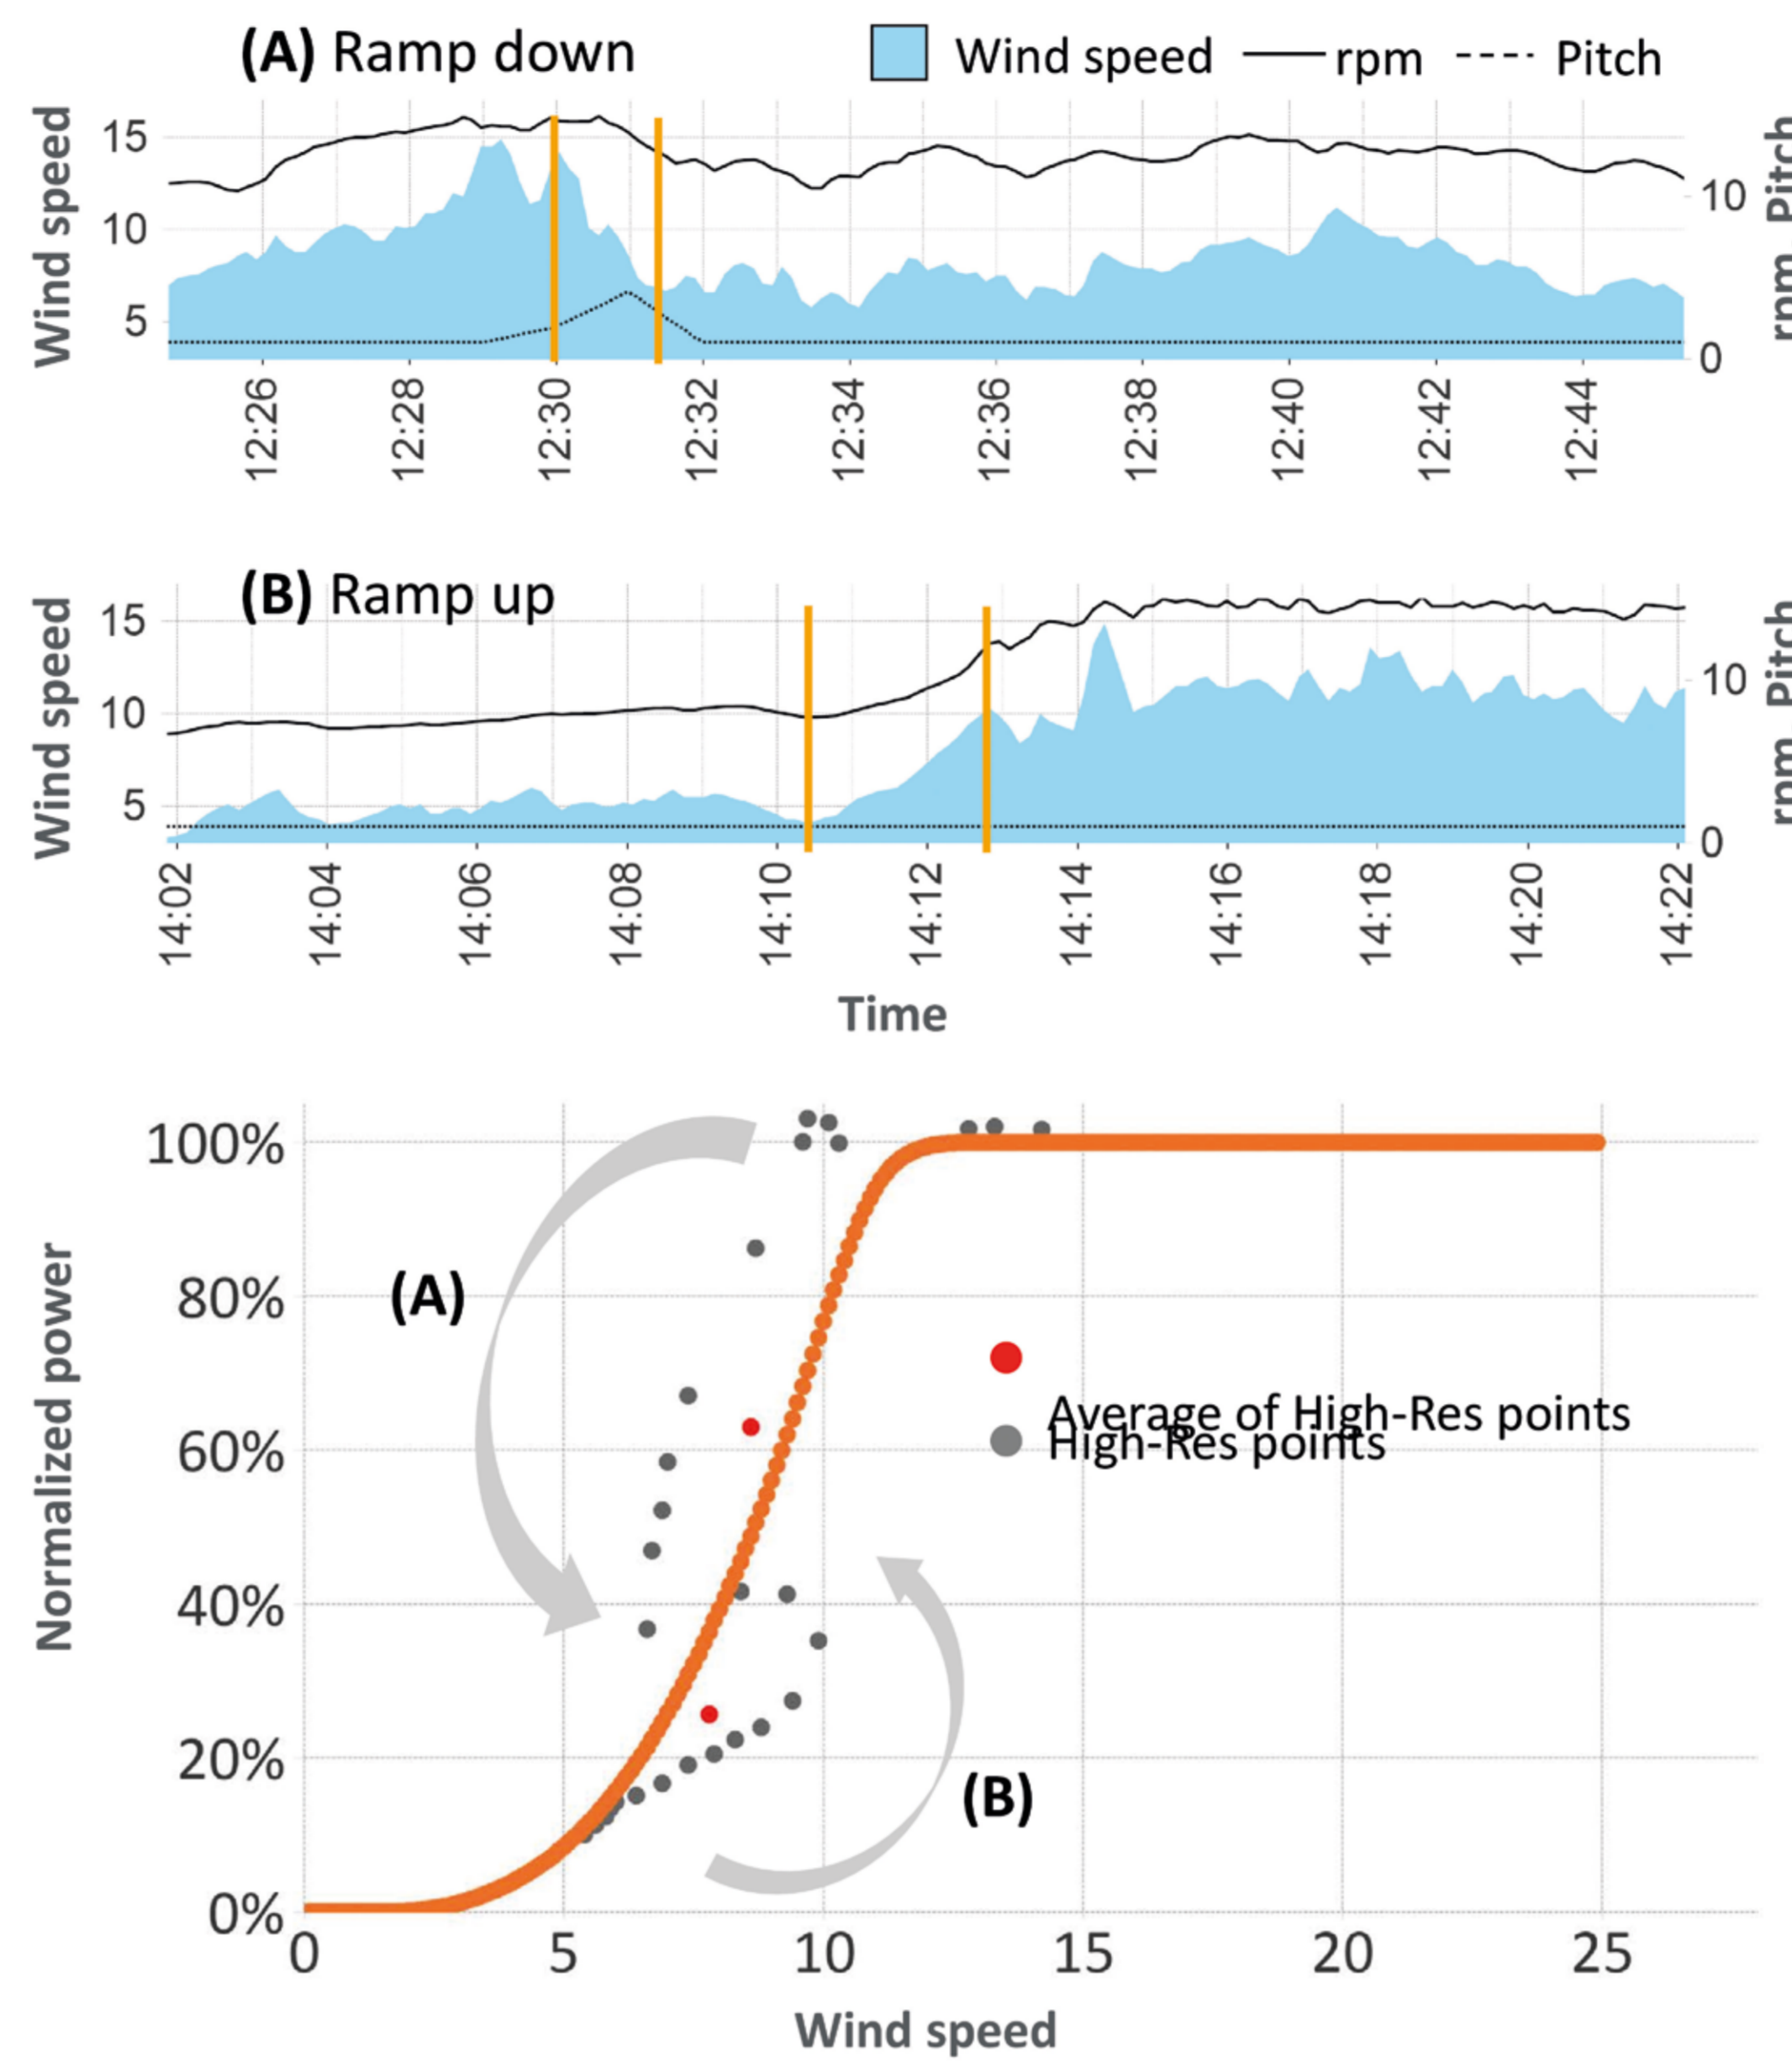 (A) Ramp down
Wind speed rpm Pitch
Wind speed
15
10
5
10
0
rpm Pitch
12:26 12:28 12:30 12:32 12:34 12:36 12:38 12:40 12:42 12:44
(B) Ramp up
Wind speed
15
10
5
10
0
rpm Pitch
14:02 14:04 14:06 14:08 14:10 14:12 14:14 14:16 14:18 14:20 14:22
Time
Normalized power
100%
80%
60%
40%
20%
0%
(A)
Average of High-Res points
High-Res points
(B)
0 5 10 15 20 25
Wind speed